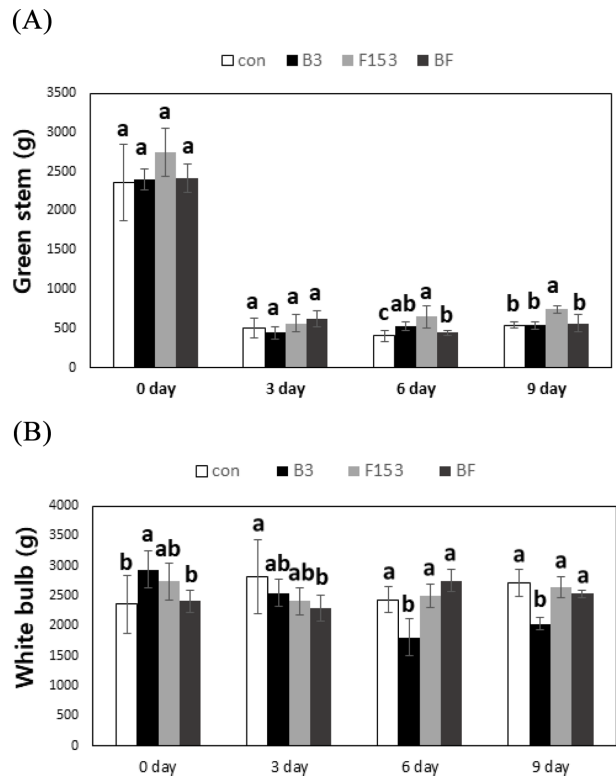 (A)
con B3 F153 BF
Green stem (g)
3500
3000
2500
2000
1500
1000
500
0
a a a a
a a a a
c ab a b
b b a b
0 day 3 day 6 day 9 day
(B)
con B3 F153 BF
White bulb (g)
4000
3500
3000
2500
2000
1500
1000
500
0
b a ab b
a ab ab b
a b a a
a b a a
0 day 3 day 6 day 9 day